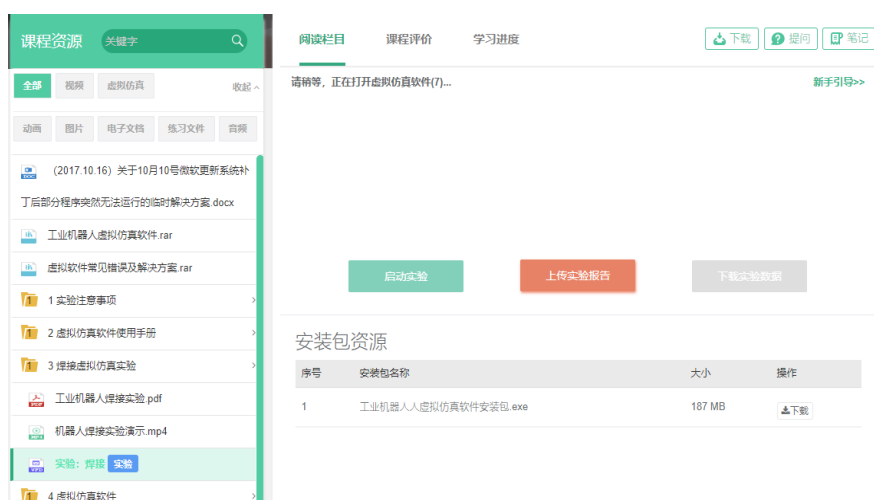 课程资源
关键字
阅读栏目
课程评价
学习进度
下载
提问
笔记
全部
视频
虚拟仿真
收起
动画
图片
电子文档
练习文件
音频
请稍等，正在打开虚拟仿真软件(7)...
新手引导>>
(2017.10.16) 关于10月10号微软更新系统补
丁后部分程序突然无法运行的临时解决方案.docx
工业机器人虚拟仿真软件.rar
虚拟软件常见错误及解决方案.rar
1 实验注意事项
2 虚拟仿真软件使用手册
3 焊接虚拟仿真实验
工业机器人焊接实验.pdf
机器人焊接实验演示.mp4
实验：焊接 实验
4 虚拟仿真软件
启动实验
上传实验报告
下载实验数据
安装包资源
序号
安装包名称
大小
操作
1
工业机器人人虚拟仿真软件安装包.exe
187 MB
下载